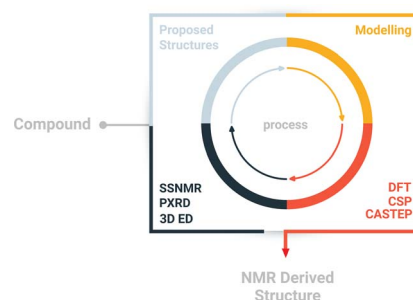 Proposed
Structures
Modelling
Compound
process
SSNMR
PXRD
3D ED
DFT
CSP
CASTEP
NMR Derived
Structure